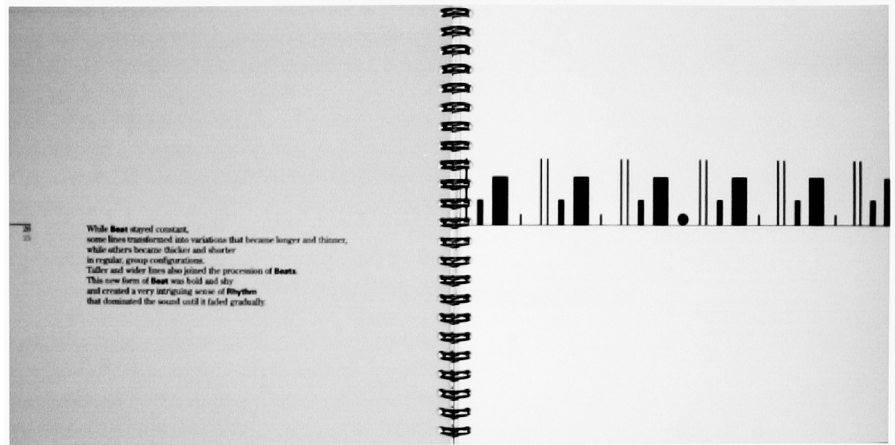 26
25
While Beat stayed constant,
some lines transformed into variations that became longer and thinner,
while others became thicker and shorter
in regular, group configurations.
Taller and wider lines also joined the procession of Beats.
This new form of Beat was bold and shy
and created a very intriguing sense of Rhythm
that dominated the sound until it faded gradually.